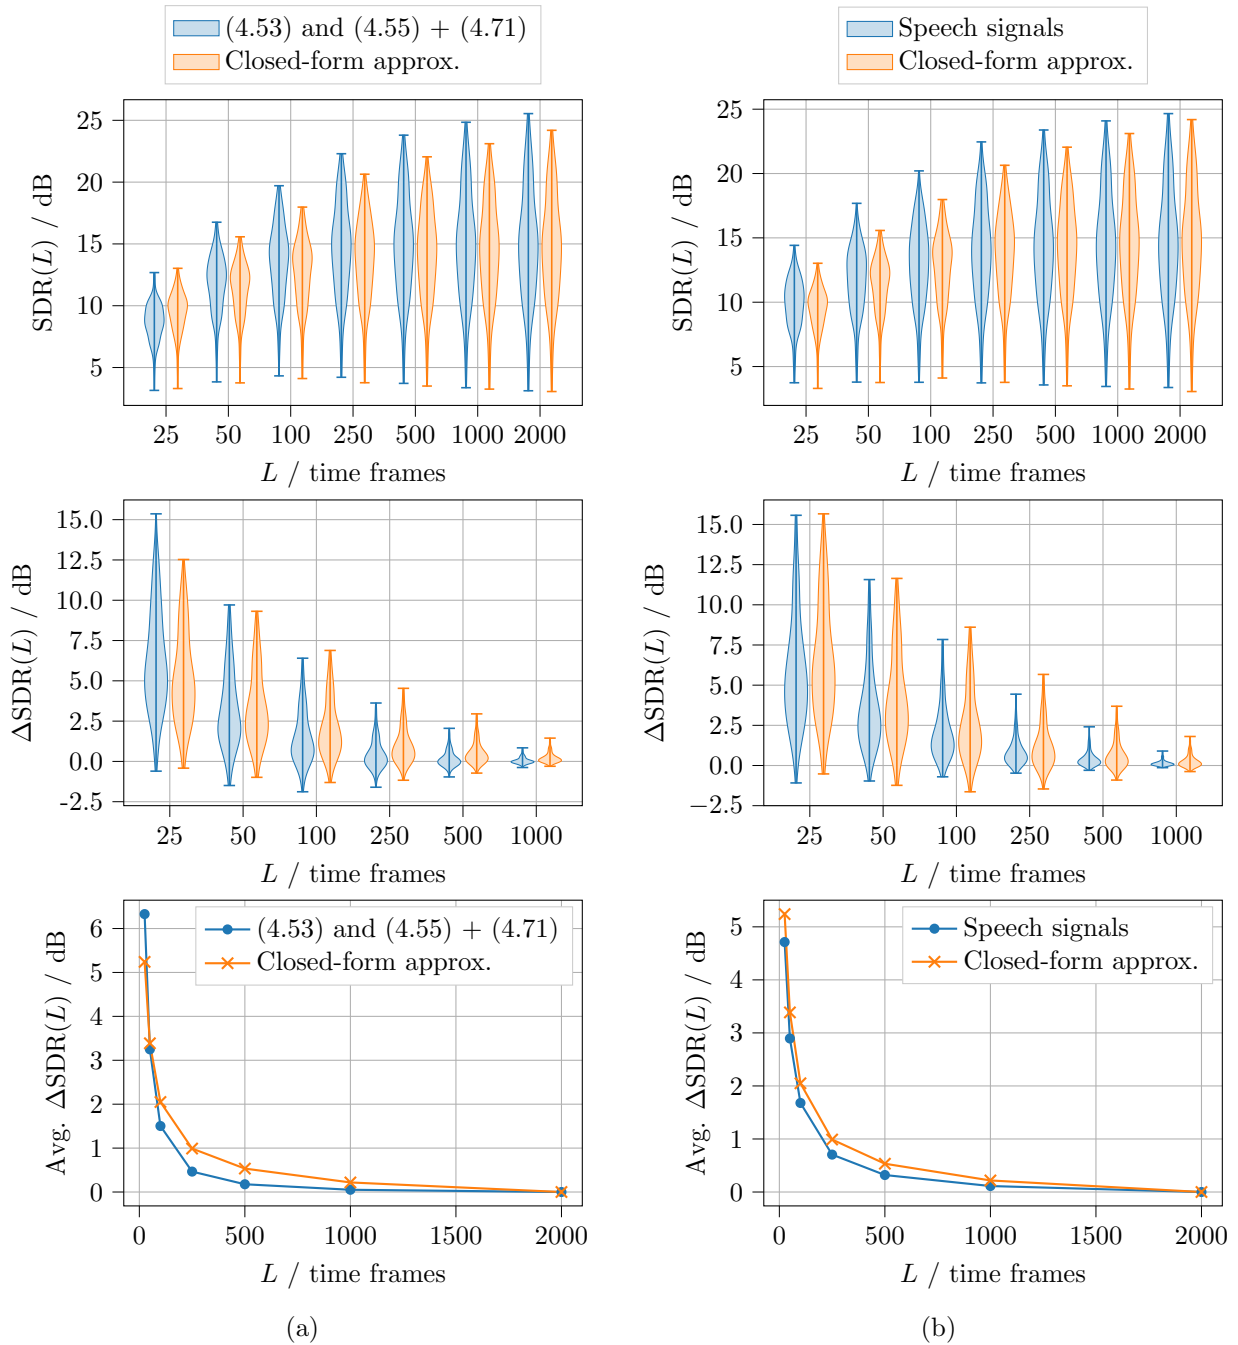 (4.53) and (4.55) + (4.71)
Closed-form approx.
SDR(L) / dB
25
20
15
10
5
25 50 100 250 500 1000 2000
L / time frames
ΔSDR(L) / dB
15.0
12.5
10.0
7.5
5.0
2.5
0.0
-2.5
25 50 100 250 500 1000
L / time frames
Avg. ΔSDR(L) / dB
6
5
4
3
2
1
0
(4.53) and (4.55) + (4.71)
Closed-form approx.
0 500 1000 1500 2000
L / time frames
(a)
Speech signals
Closed-form approx.
SDR(L) / dB
25
20
15
10
5
25 50 100 250 500 1000 2000
L / time frames
ΔSDR(L) / dB
15.0
12.5
10.0
7.5
5.0
2.5
0.0
−2.5
25 50 100 250 500 1000
L / time frames
Avg. ΔSDR(L) / dB
5
4
3
2
1
0
Speech signals
Closed-form approx.
0 500 1000 1500 2000
L / time frames
(b)